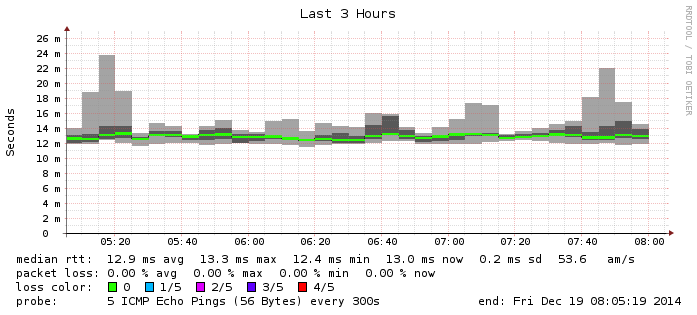 Last 3 Hours
RRDTOOL / TOBI OETIKER
Seconds
26 m
24 m
22 m
20 m
18 m
16 m
14 m
12 m
10 m
8 m
6 m
4 m
2 m
0
05:20 05:40 06:00 06:20 06:40 07:00 07:20 07:40 08:00
median rtt: 12.9 ms avg 13.3 ms max 12.4 ms min 13.0 ms now 0.2 ms sd 53.6 am/s
packet loss: 0.00 % avg 0.00 % max 0.00 % min 0.00 % now
loss color: 0 1/5 2/5 3/5 4/5
probe: 5 ICMP Echo Pings (56 Bytes) every 300s end: Fri Dec 19 08:05:19 2014